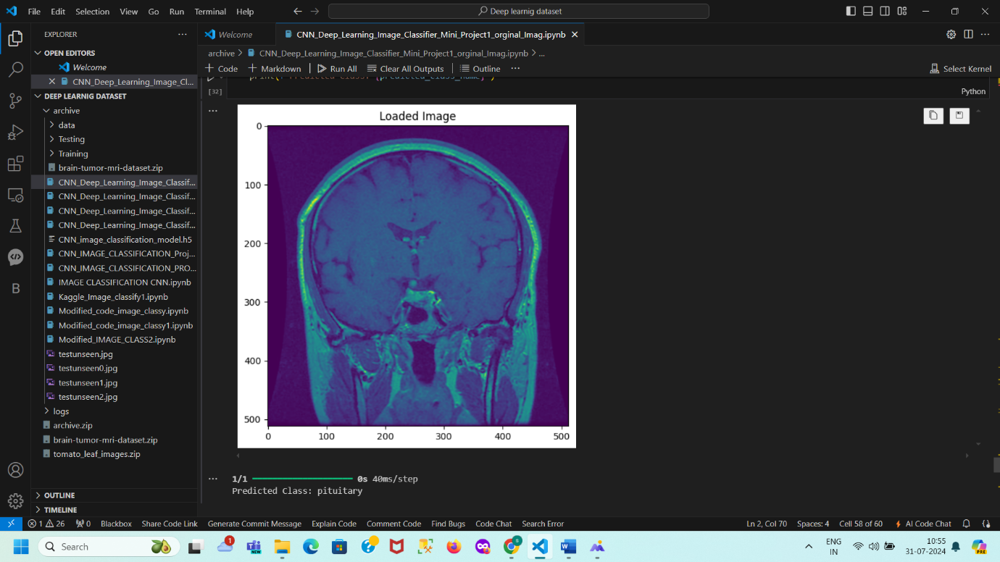 File Edit Selection View Go Run Terminal Help
Deep learnig dataset
EXPLORER
Welcome
CNN_Deep_Learning_Image_Classifier_Mini_Project1_orginal_Imag.ipynb
OPEN EDITORS
Welcome
CNN_Deep_Learning_Image_Cl...
DEEP LEARNIG DATASET
archive
data
Testing
Training
brain-tumor-mri-dataset.zip
CNN_Deep_Learning_Image_Classif...
CNN_Deep_Learning_Image_Classif...
CNN_Deep_Learning_Image_Classif...
CNN_Deep_Learning_Image_Classif...
CNN_image_classification_model.h5
CNN_IMAGE_CLASSIFICATION_Proj...
CNN_IMAGE_CLASSIFICATION_PRO...
IMAGE CLASSIFICATION CNN.ipynb
Kaggle_Image_classify1.ipynb
Modified_code_image_classy.ipynb
Modified_code_image_classy1.ipynb
Modified_IMAGE_CLASS2.ipynb
testunseen.jpg
testunseen0.jpg
testunseen1.jpg
testunseen2.jpg
logs
archive.zip
brain-tumor-mri-dataset.zip
tomato_leaf_images.zip
OUTLINE
TIMELINE
archive > CNN_Deep_Learning_Image_Classifier_Mini_Project1_orginal_Imag.ipynb > ...
+ Code + Markdown Run All Clear All Outputs Outline ...
Select Kernel
[32]
Python
Loaded Image
0
100
200
300
400
500
0 100 200 300 400 500
1/1 0s 40ms/step
Predicted Class: pituitary
1 26 0 Blackbox Share Code Link Generate Commit Message Explain Code Comment Code Find Bugs Code Chat Search Error
Ln 2, Col 70 Spaces: 4 Cell 58 of 60 AI Code Chat
Search
1
NEW
ENG
IN
10:55
31-07-2024
PRE